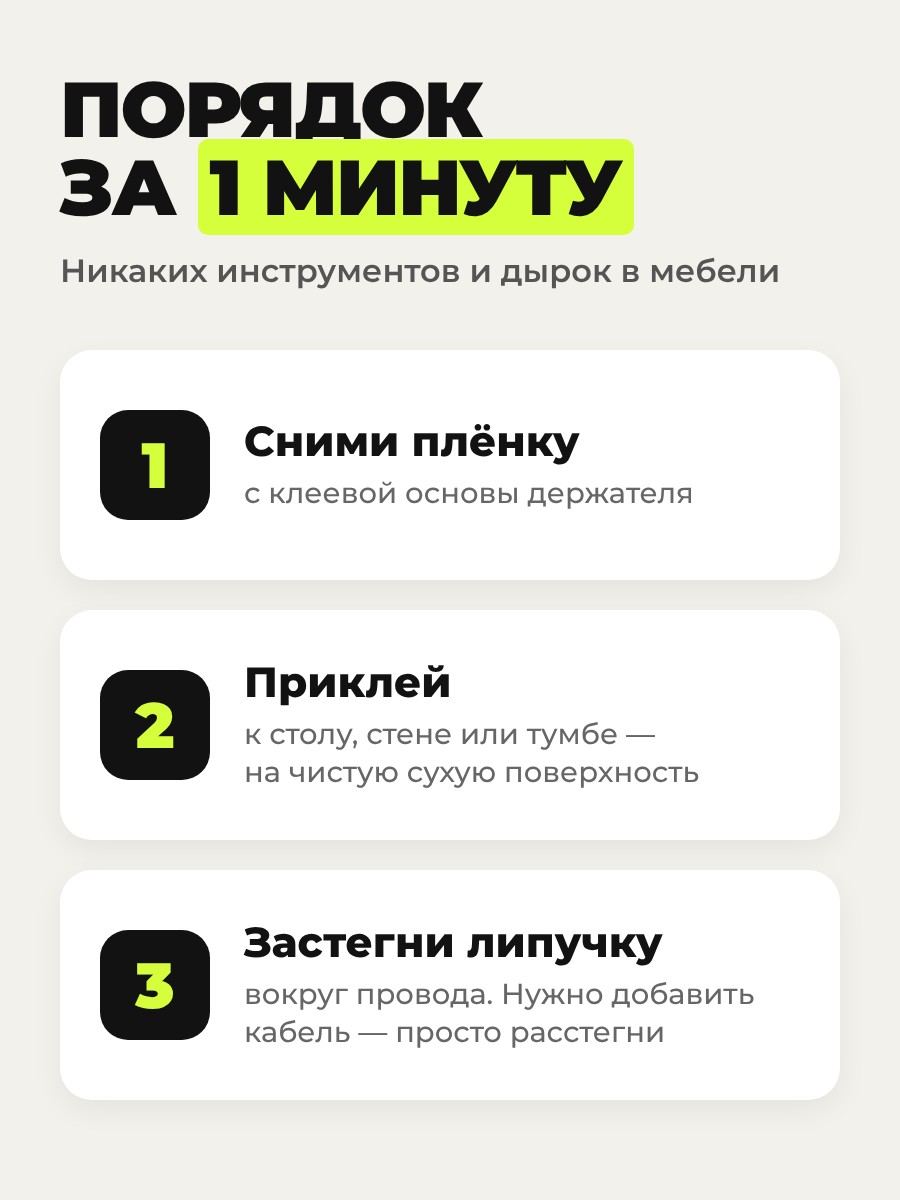 ПОРЯДОК
ЗА 1 МИНУТУ
Никаких инструментов и дырок в мебели
1
Сними плёнку
с клеевой основы держателя
2
Приклей
к столу, стене или тумбе —
на чистую сухую поверхность
3
Застегни липучку
вокруг провода. Нужно добавить
кабель — просто расстегни